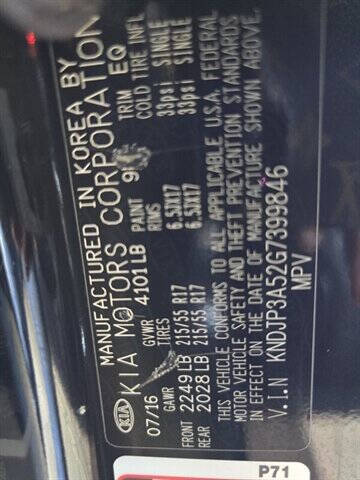 MANUFACTURED IN KOREA BY
KIA KIA MOTORS CORPORATION
07/16 GVWR 4101LB PAINT TRIM EQ
GAWR TIRES RIMS COLD TIRE INFL
FRONT 2249LB 215/55 R17 6.5JX17 33psi SINGLE
REAR 2028LB 215/55 R17 6.5JX17 33psi SINGLE
THIS VEHICLE CONFORMS TO ALL APPLICABLE U.S.A. FEDERAL
MOTOR VEHICLE SAFETY AND THEFT STANDARDS
IN EFFECT ON THE DATE OF MANUFACTURE SHOWN ABOVE.
V.I.N KNDJP3A52G7399846
MPV
P71